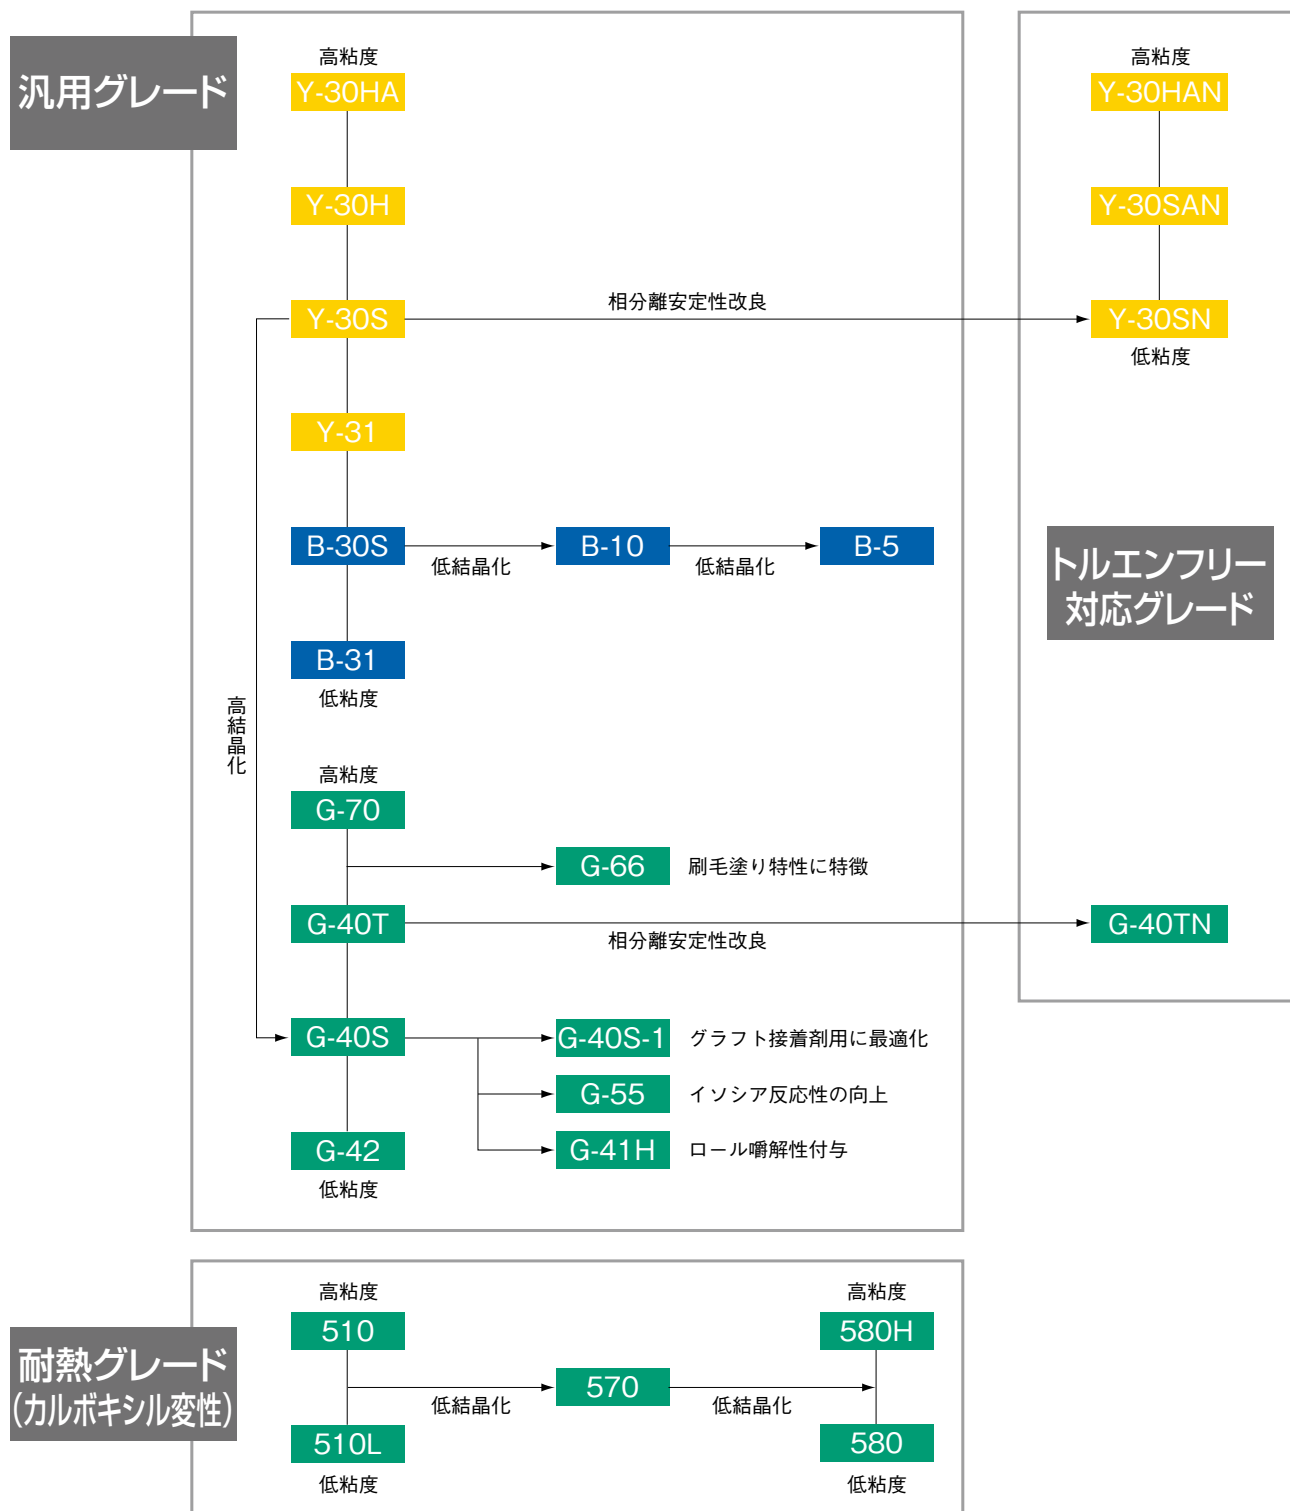 汎用グレード
高粘度
Y-30HA
Y-30H
Y-30S
相分離安定性改良
Y-31
B-30S
低結晶化
B-10
低結晶化
B-5
B-31
低粘度
高結晶化
高粘度
G-70
G-66
刷毛塗り特性に特徴
G-40T
相分離安定性改良
G-40S
G-40S-1
グラフト接着剤用に最適化
G-55
イソシア反応性の向上
G-41H
ロール嚼解性付与
G-42
低粘度
高粘度
Y-30HAN
Y-30SAN
Y-30SN
低粘度
トルエンフリー
対応グレード
G-40TN
耐熱グレード
(カルボキシル変性)
高粘度
510
510L
低粘度
低結晶化
570
低結晶化
高粘度
580H
580
低粘度